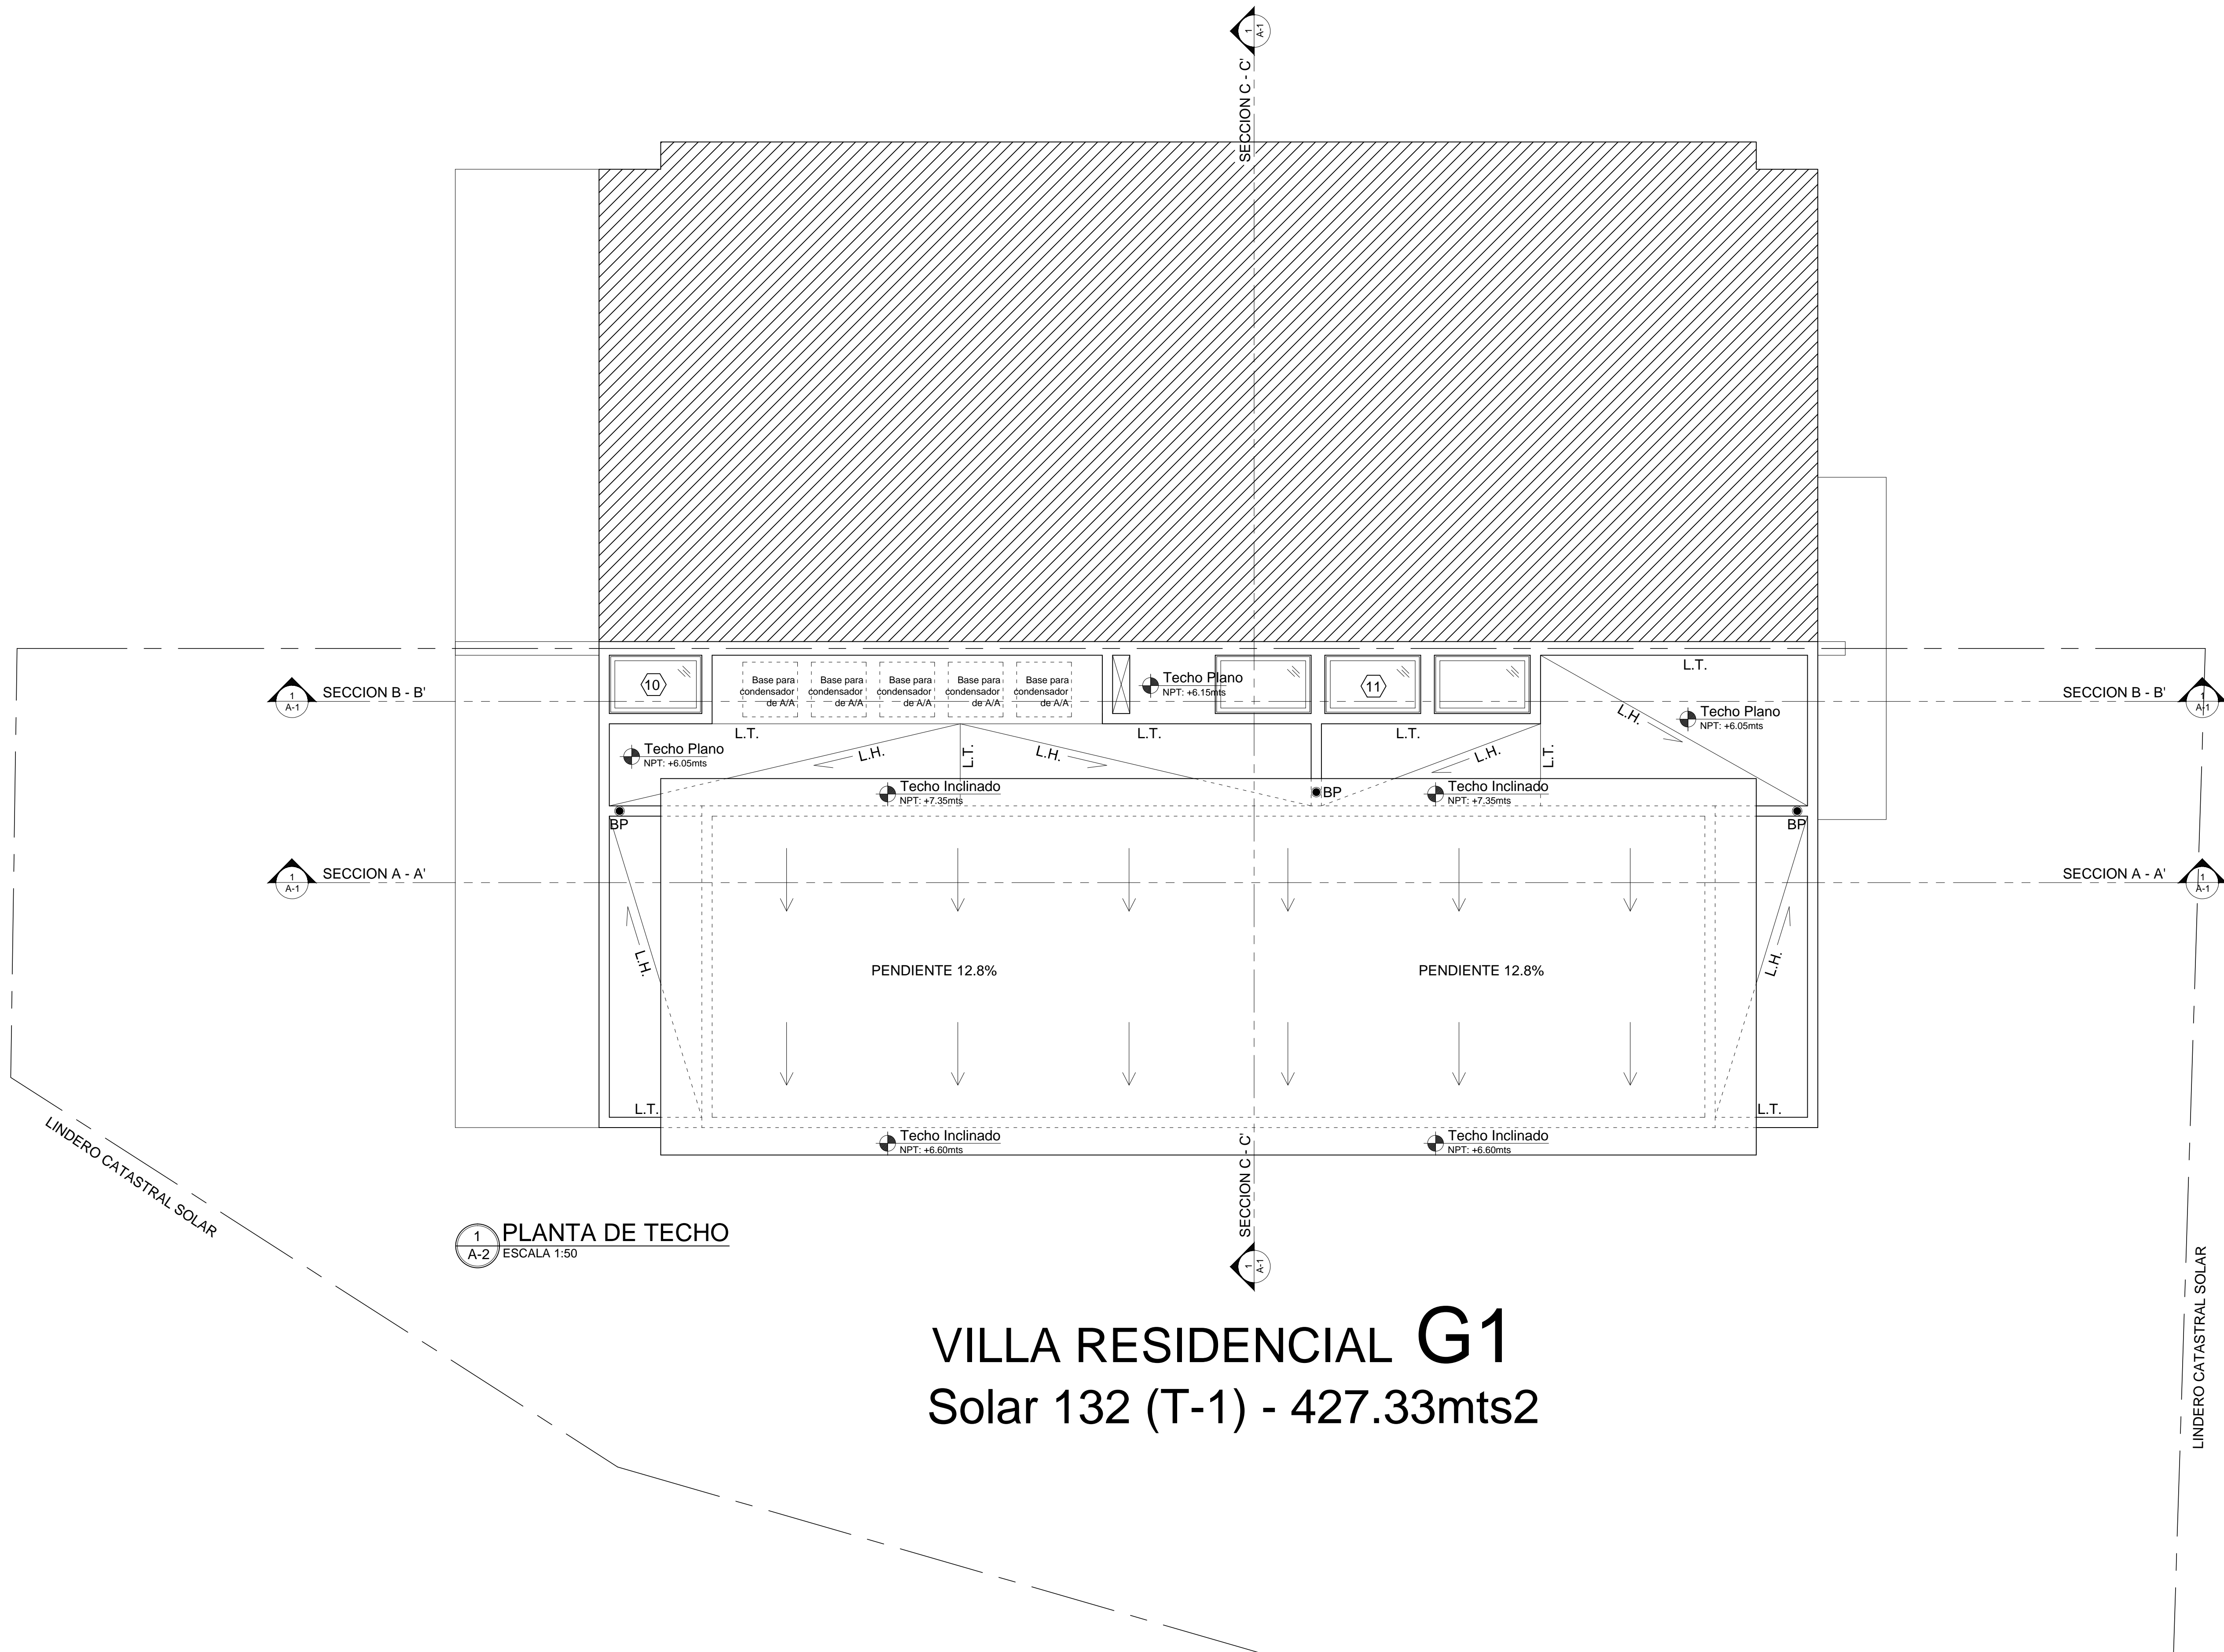 1
A-1
SECCION C - C'
10
Base para
condensador
de A/A
Base para
condensador
de A/A
Base para
condensador
de A/A
Base para
condensador
de A/A
Base para
condensador
de A/A
Techo Plano
NPT: +6.15mts
11
L.T.
1
A-1
SECCION B - B'
SECCION B - B'
1
A-1
L.H.
Techo Plano
NPT: +6.05mts
L.T.
L.T.
L.T.
Techo Plano
NPT: +6.05mts
L.H.
L.T.
L.H.
L.H.
L.T.
Techo Inclinado
NPT: +7.35mts
BP
Techo Inclinado
NPT: +7.35mts
BP
BP
1
A-1
SECCION A - A'
SECCION A - A'
1
A-1
L.H.
PENDIENTE 12.8%
PENDIENTE 12.8%
L.H.
L.T.
L.T.
LINDERO CATASTRAL SOLAR
Techo Inclinado
NPT: +6.60mts
Techo Inclinado
NPT: +6.60mts
SECCION C - C'
1
A-1
1
A-2
PLANTA DE TECHO
ESCALA 1:50
LINDERO CATASTRAL SOLAR
VILLA RESIDENCIAL G1
Solar 132 (T-1) - 427.33mts2